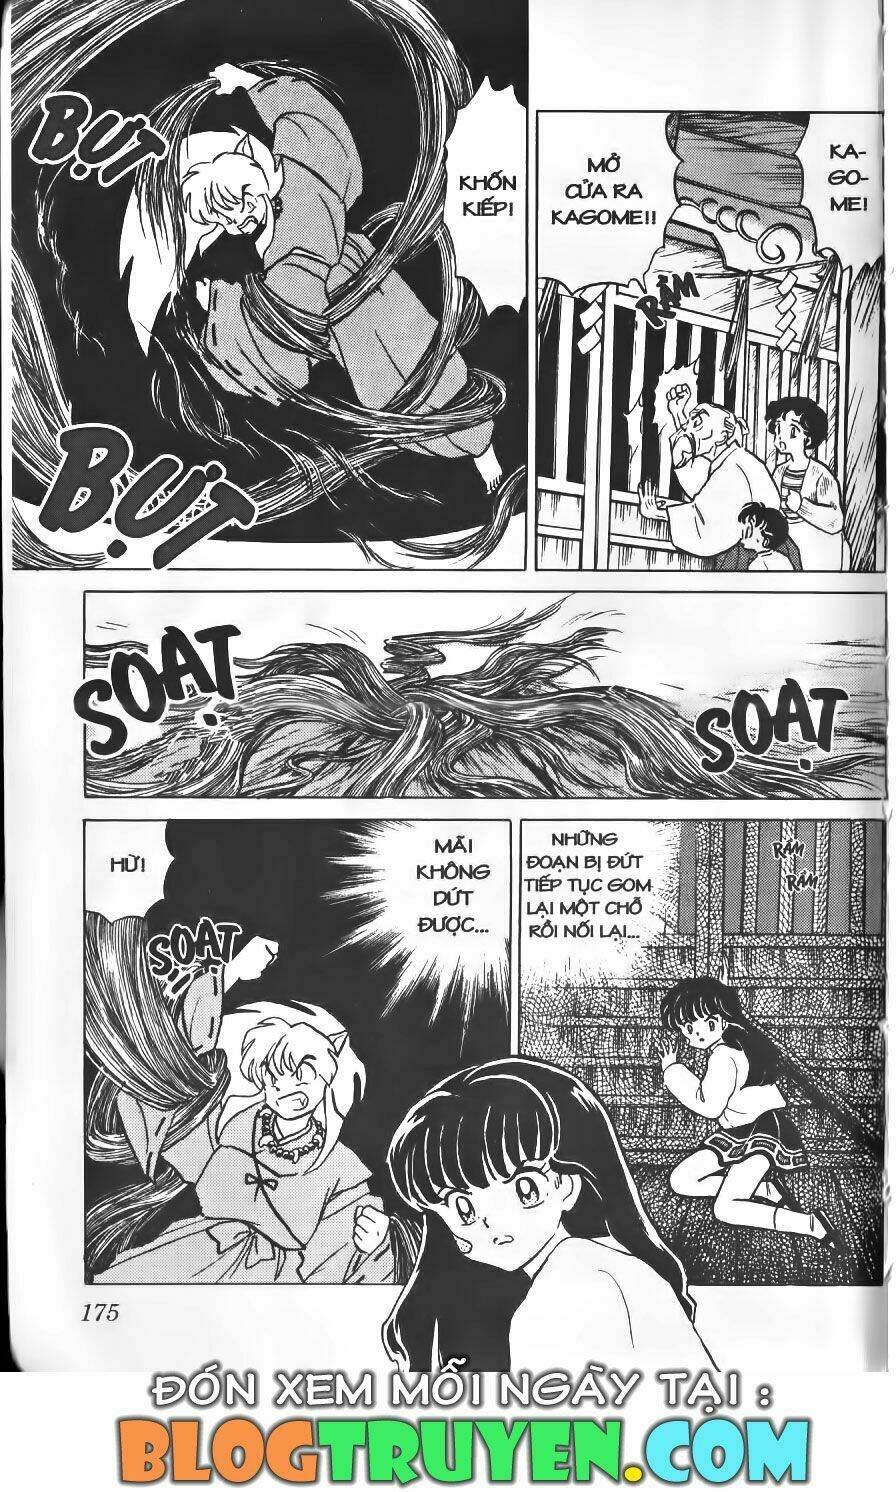 KA-
GO-
ME!
MỞ
CỬA RA
KAGOME!!
RẦM
KHỐN
KIẾP!
BỰT
BỰT
SOẠT
SOẠT
NHỮNG
ĐOẠN BỊ ĐỨT
TIẾP TỤC GOM
LẠI MỘT CHỖ
RỒI NỐI LẠI...
RẦM
RẦM
MÃI
KHÔNG
DỨT
ĐƯỢC...
HỪ!
SOẠT
175
ĐÓN XEM MỖI NGÀY TẠI :
BLOGTRUYEN.COM